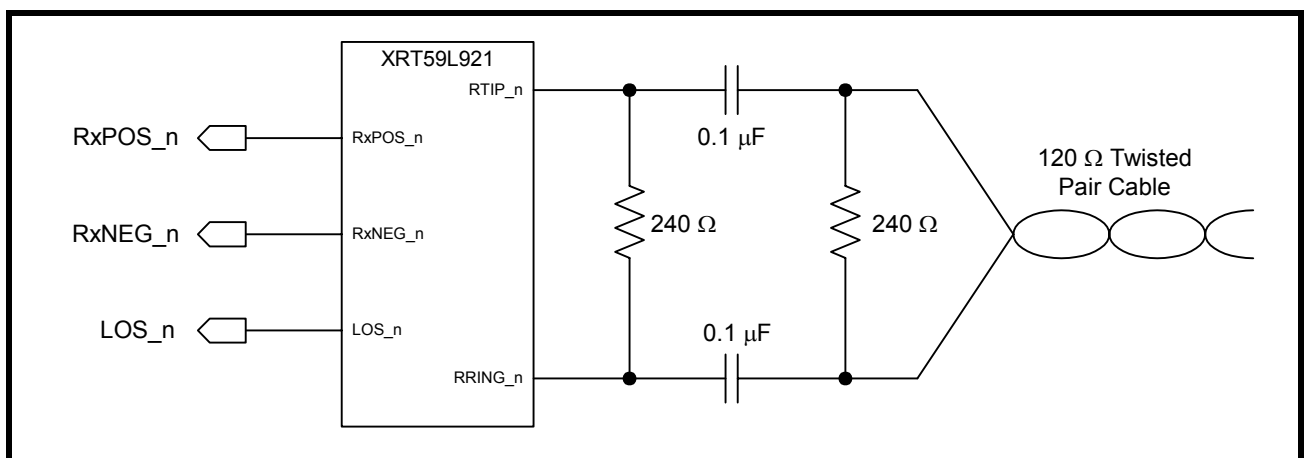 XRT59L921
RTIP_n
RxPOS_n
RxPOS_n
0.1 μF
120 Ω Twisted
Pair Cable
240 Ω
240 Ω
RxNEG_n
RxNEG_n
LOS_n
LOS_n
0.1 μF
RRING_n